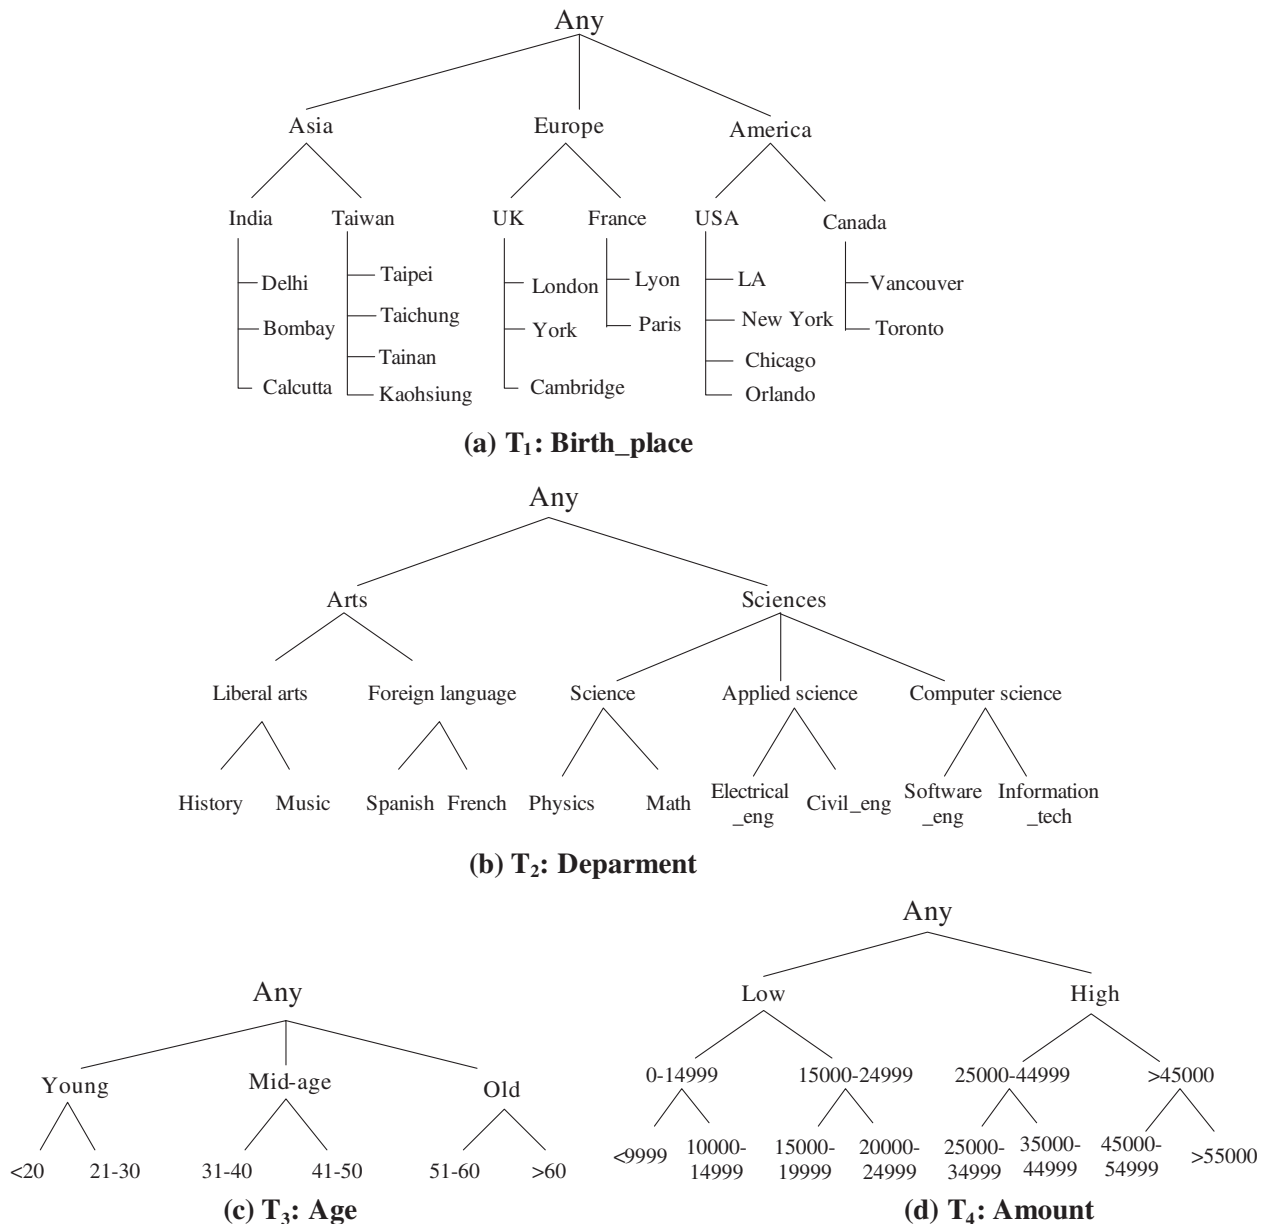 Any
Asia Europe America
India Taiwan UK France USA Canada
Delhi Taipei London Lyon LA Vancouver
Bombay Taichung York Paris New York Toronto
Tainan Chicago
Calcutta Kaohsiung Cambridge Orlando
(a) T₁: Birth_place
Any
Arts Sciences
Liberal arts Foreign language Science Applied science Computer science
History Music Spanish French Physics Math Electrical Civil_eng Software Information
_eng _eng _tech
(b) T₂: Deparment
Any
Low High
0-14999 15000-24999 25000-44999 >45000
<9999 10000- 15000- 20000- 25000- 35000- 45000- >55000
14999 19999 24999 34999 44999 54999
(d) T₄: Amount
Any
Young Mid-age Old
<20 21-30 31-40 41-50 51-60 >60
(c) T₃: Age